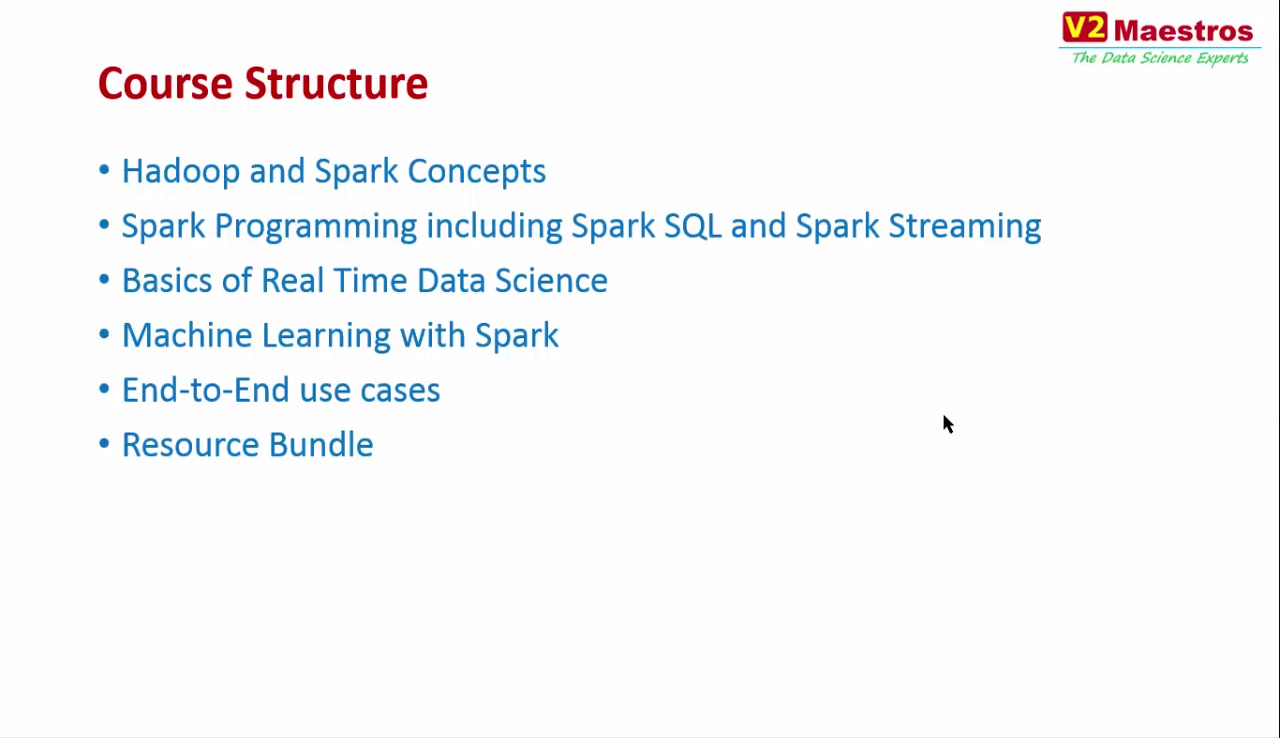 V2 Maestros
The Data Science Experts
Course Structure
• Hadoop and Spark Concepts
• Spark Programming including Spark SQL and Spark Streaming
• Basics of Real Time Data Science
• Machine Learning with Spark
• End-to-End use cases
• Resource Bundle